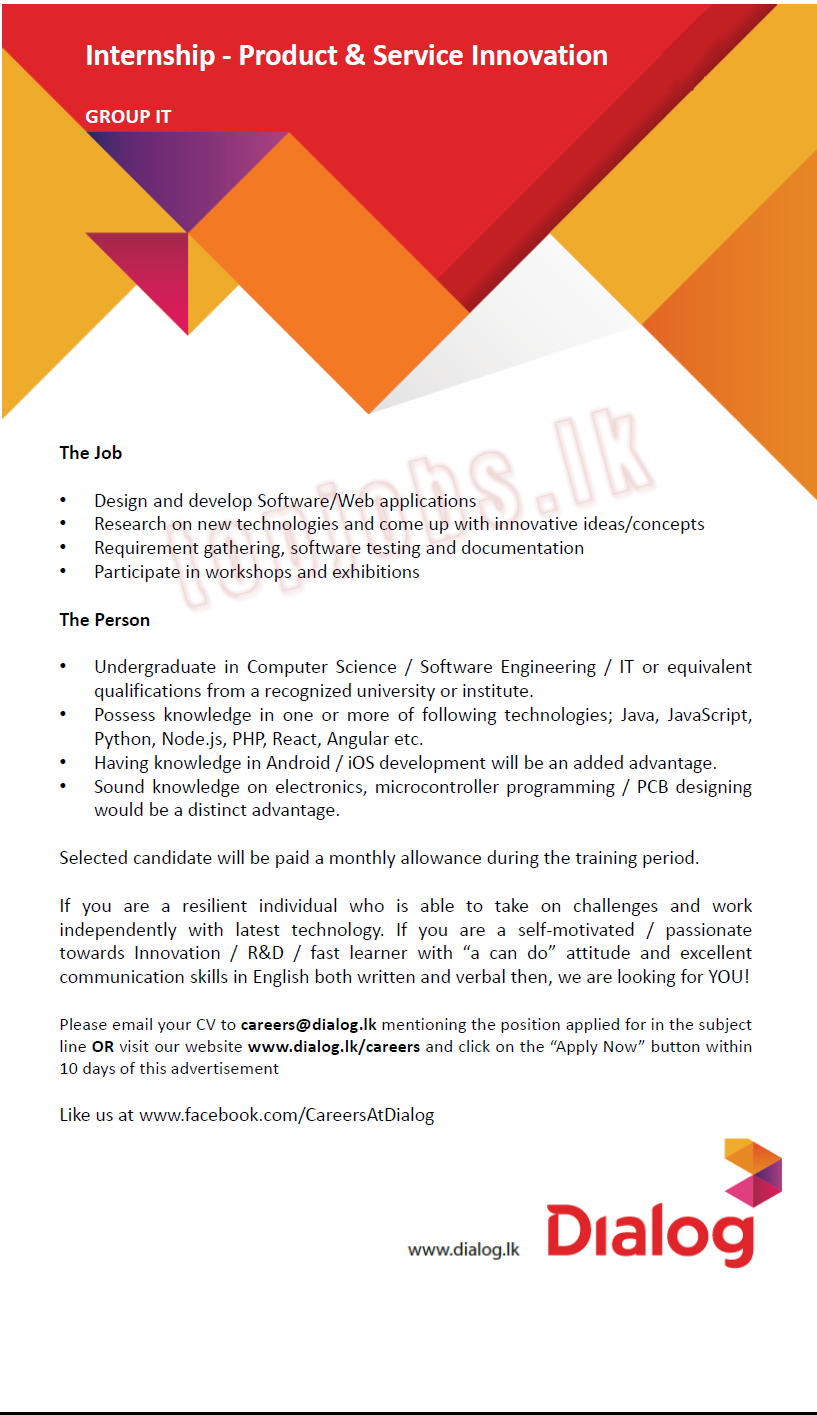 Internship - Product & Service Innovation
GROUP IT
The Job
• Design and develop Software/Web applications
• Research on new technologies and come up with innovative ideas/concepts
• Requirement gathering, software testing and documentation
• Participate in workshops and exhibitions
topjobs.lk
The Person
• Undergraduate in Computer Science / Software Engineering / IT or equivalent
qualifications from a recognized university or institute.
• Possess knowledge in one or more of following technologies; Java, JavaScript,
Python, Node.js, PHP, React, Angular etc.
• Having knowledge in Android / iOS development will be an added advantage.
• Sound knowledge on electronics, microcontroller programming / PCB designing
would be a distinct advantage.
Selected candidate will be paid a monthly allowance during the training period.
If you are a resilient individual who is able to take on challenges and work
independently with latest technology. If you are a self-motivated / passionate
towards Innovation / R&D / fast learner with “a can do” attitude and excellent
communication skills in English both written and verbal then, we are looking for YOU!
Please email your CV to careers@dialog.lk mentioning the position applied for in the subject
line OR visit our website www.dialog.lk/careers and click on the “Apply Now” button within
10 days of this advertisement
Like us at www.facebook.com/CareersAtDialog
www.dialog.lk
Dialog